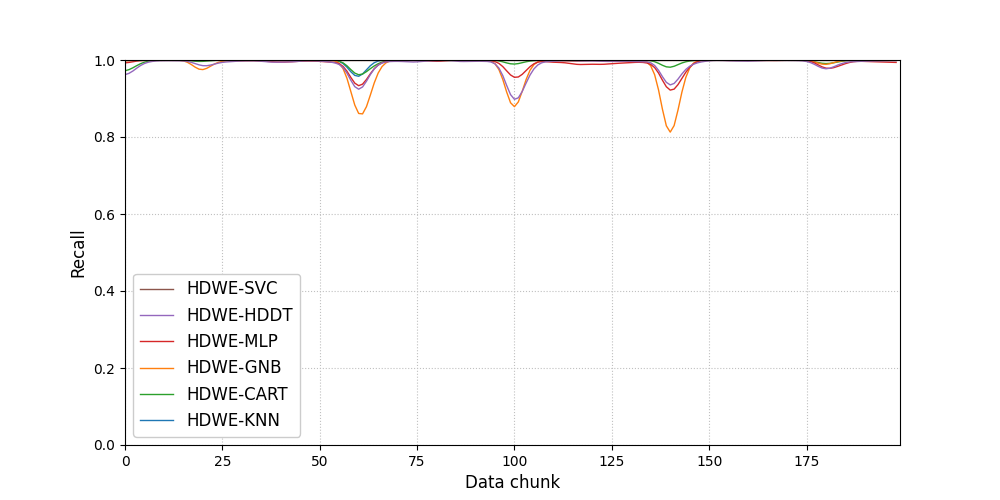 1.0
0.8
0.6
0.4
0.2
0.0
Recall
HDWE-SVC
HDWE-HDDT
HDWE-MLP
HDWE-GNB
HDWE-CART
HDWE-KNN
0 25 50 75 100 125 150 175
Data chunk